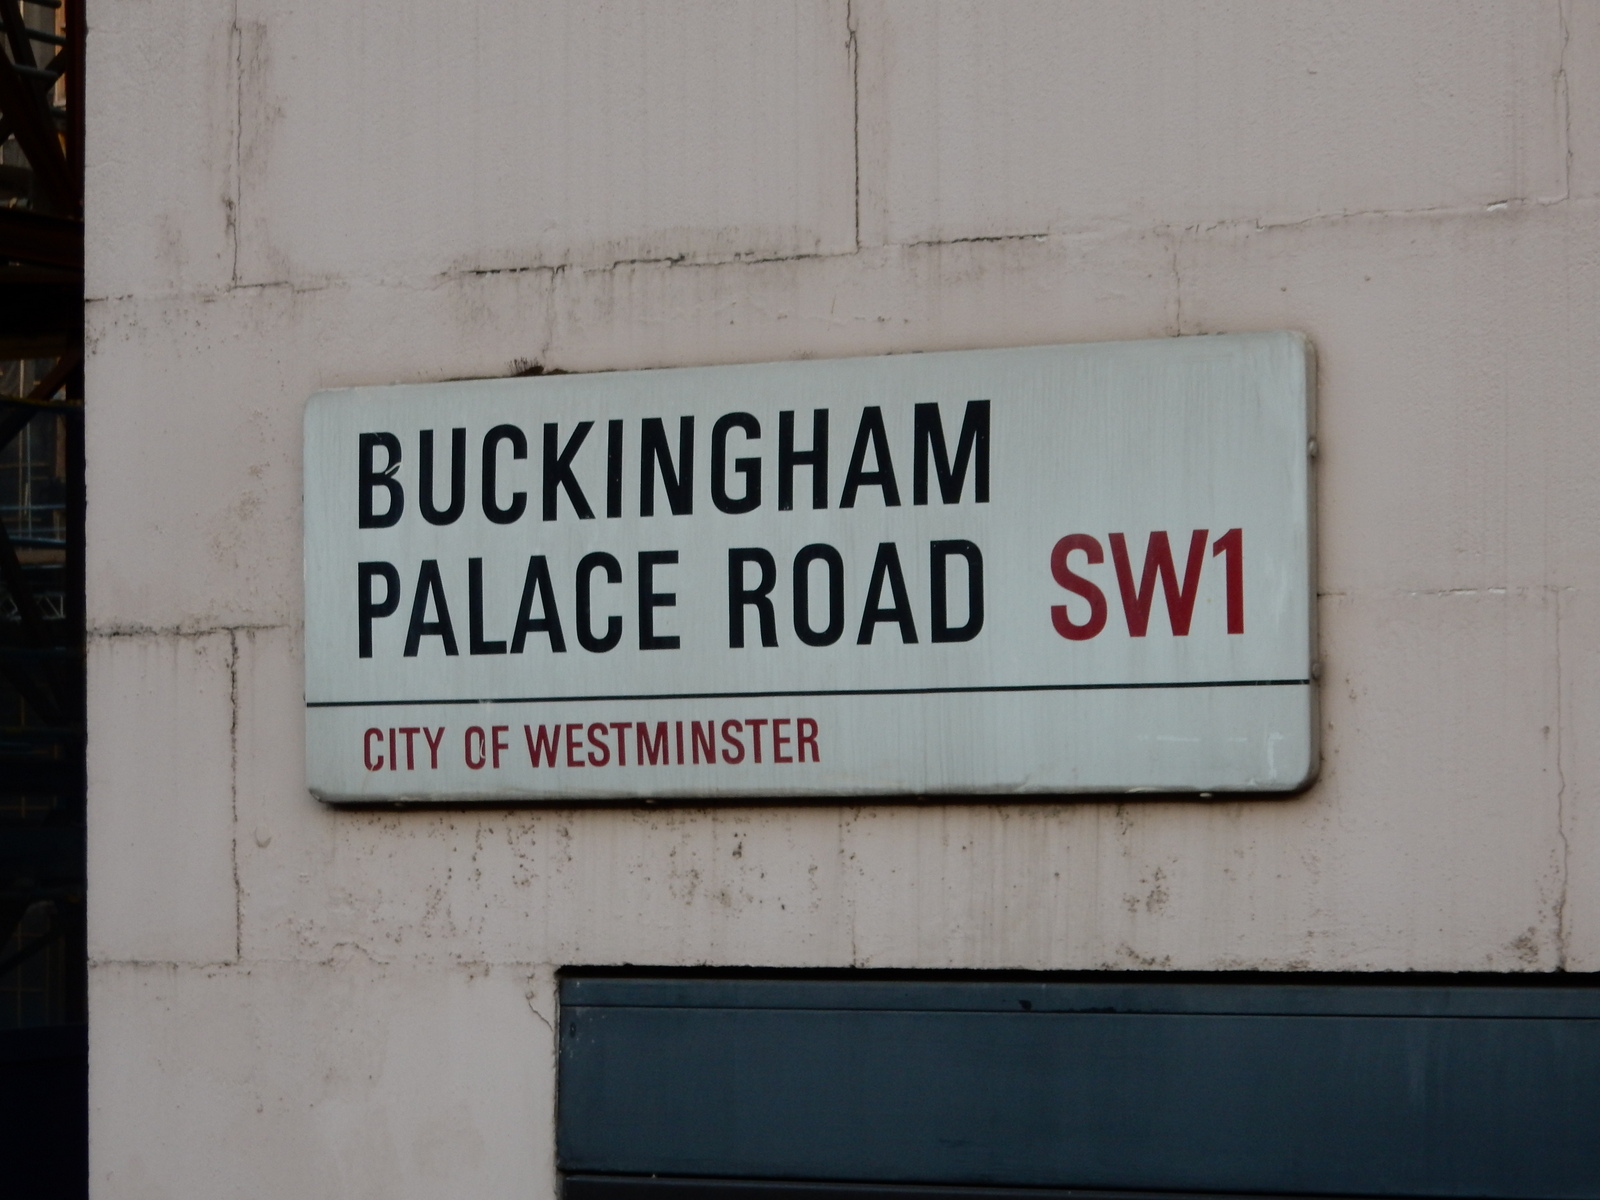 BUCKINGHAM
PALACE ROAD SW1
CITY OF WESTMINSTER